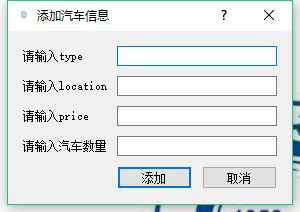 添加汽车信息
请输入type
请输入location
请输入price
请输入汽车数量
添加 取消